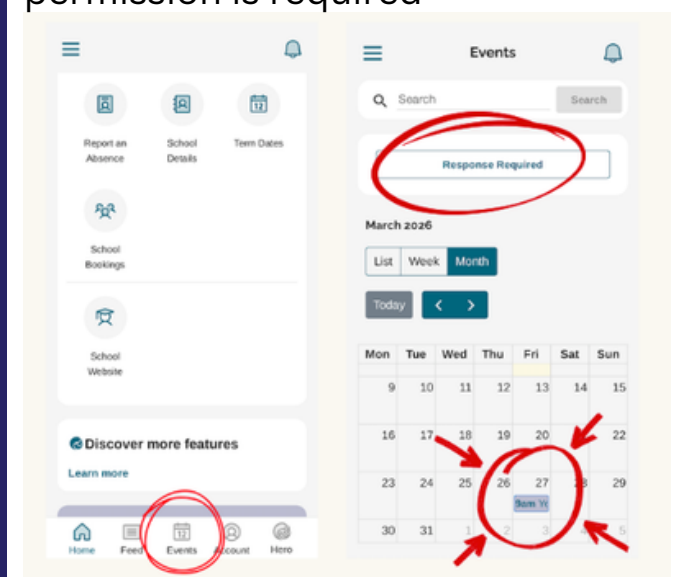 permission is required
Report an
Absence
School
Details
Term Dates
School
Bookings
School
Website
Discover more features
Learn more
Home Feed Events Account Hero
Events
Search Search
Response Required
March 2026
List Week Month
Today
Mon Tue Wed Thu Fri Sat Sun
9 10 11 12 13 14 15
16 17 18 19 20 22
23 24 25 26 27 28 29
9am
30 31 1 2 3 4 5